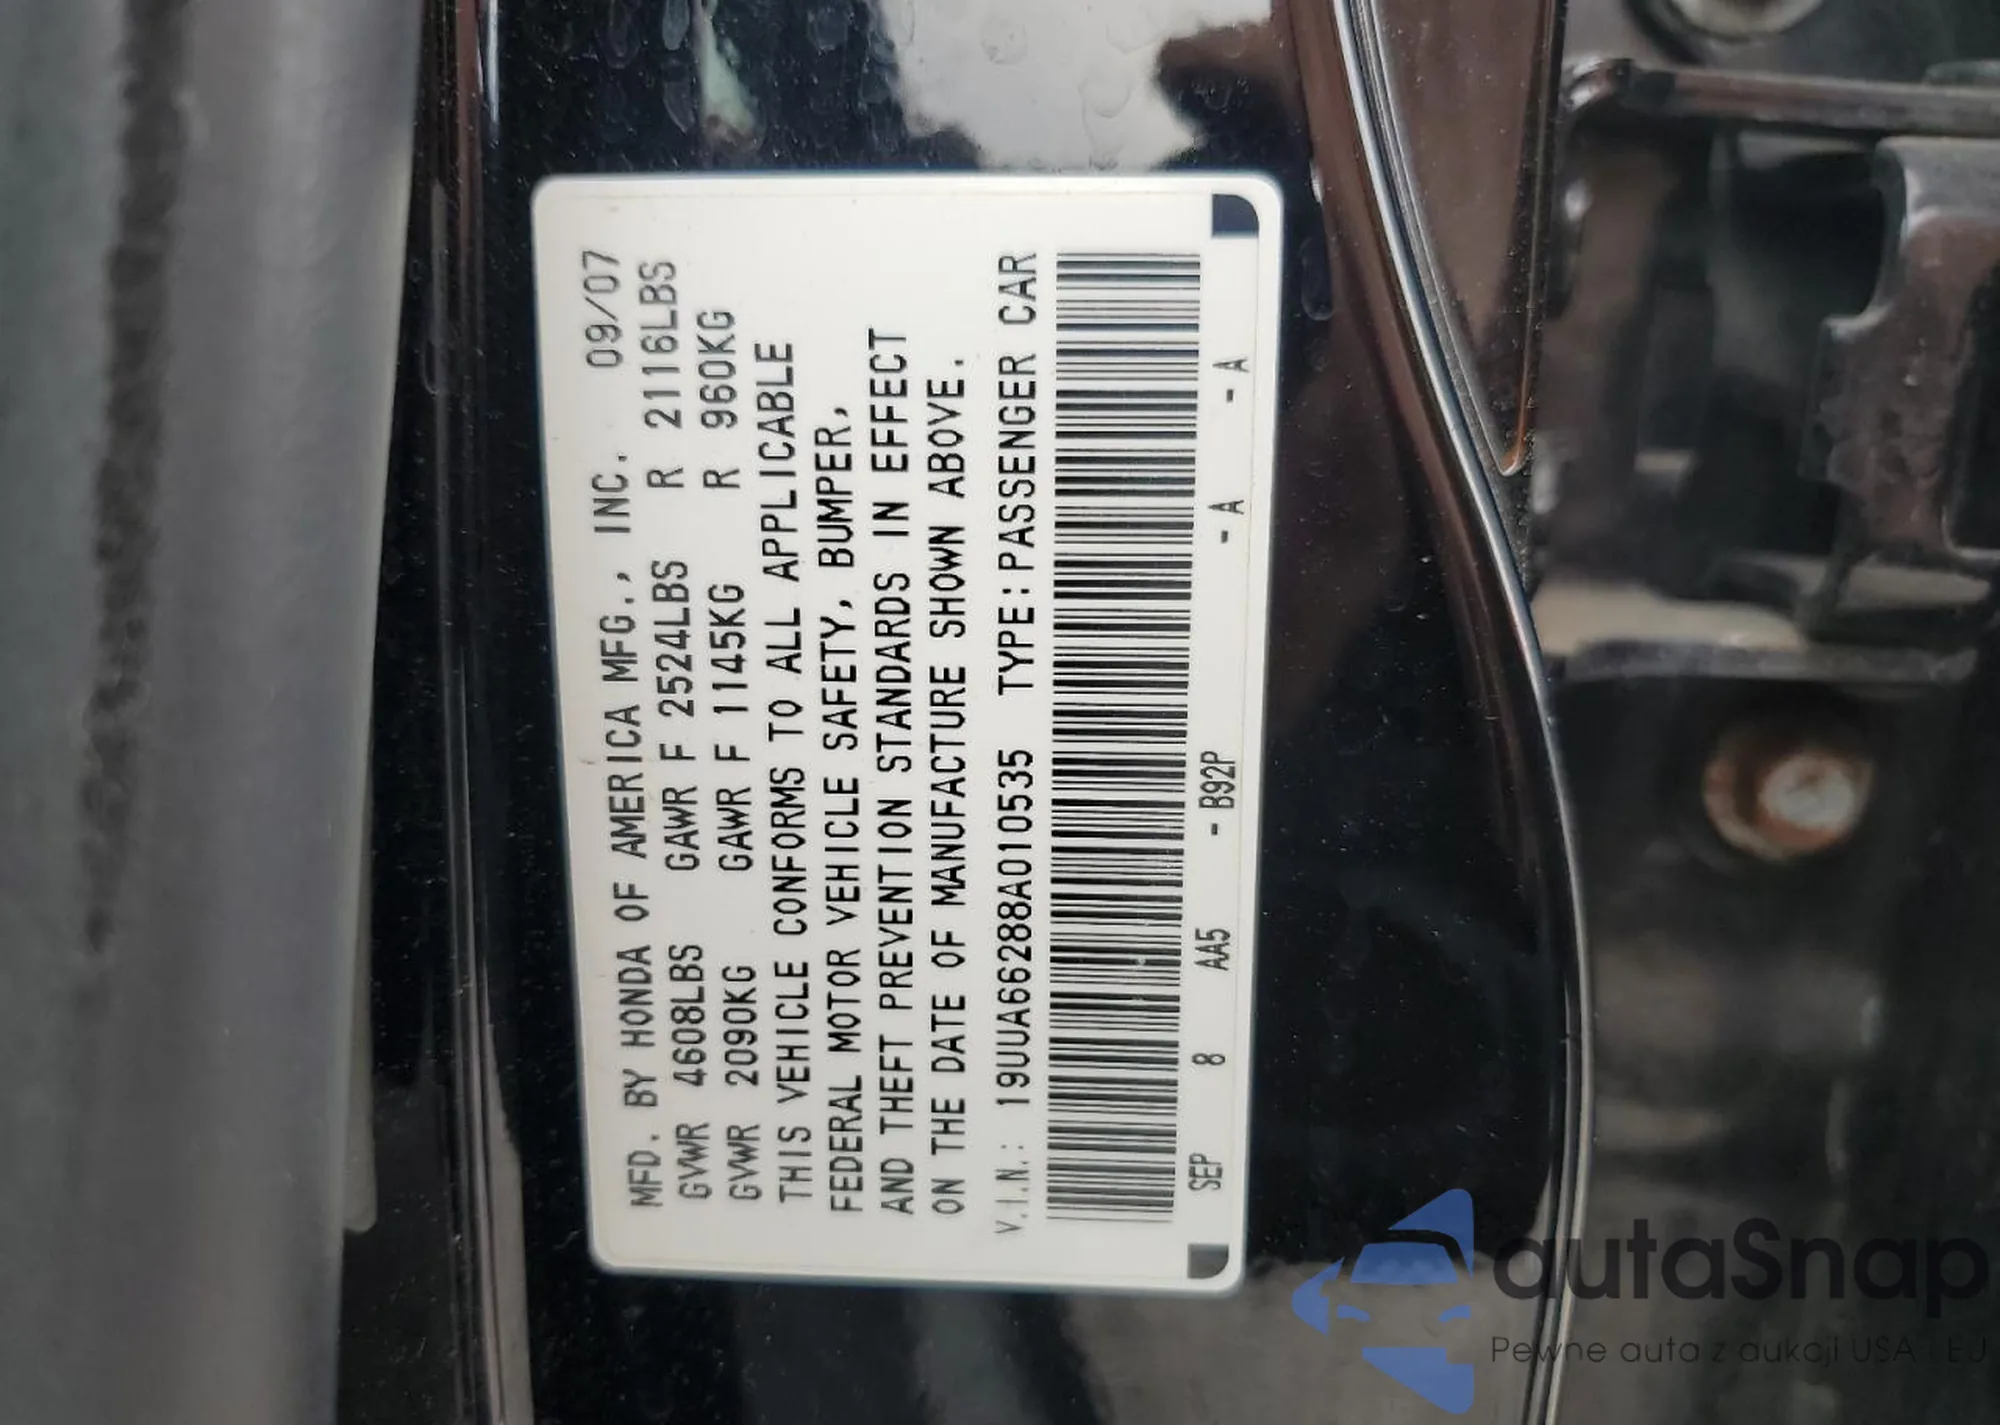 MFD. BY HONDA OF AMERICA MFG., INC. 09/07
GVWR 4608LBS GAWR F 2524LBS R 2116LBS
GVWR 2090KG GAWR F 1145KG R 960KG
THIS VEHICLE CONFORMS TO ALL APPLICABLE
FEDERAL MOTOR VEHICLE SAFETY, BUMPER,
AND THEFT PREVENTION STANDARDS IN EFFECT
ON THE DATE OF MANUFACTURE SHOWN ABOVE.
V.I.N.: 19UUA66288A010535 TYPE:PASSENGER CAR
SEP 8 AA5 - B92P - A - A
autaSnap
Pewne auta z aukcji USA i EU